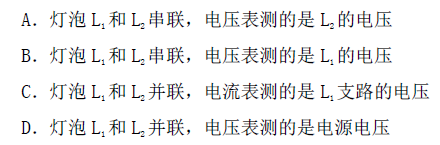 A．灯泡 L₁和 L₂串联，电压表测的是 L₂的电压
B．灯泡 L₁和 L₂串联，电压表测的是 L₁的电压
C．灯泡 L₁和 L₂并联，电流表测的是 L₁支路的电压
D．灯泡 L₁和 L₂并联，电压表测的是电源电压